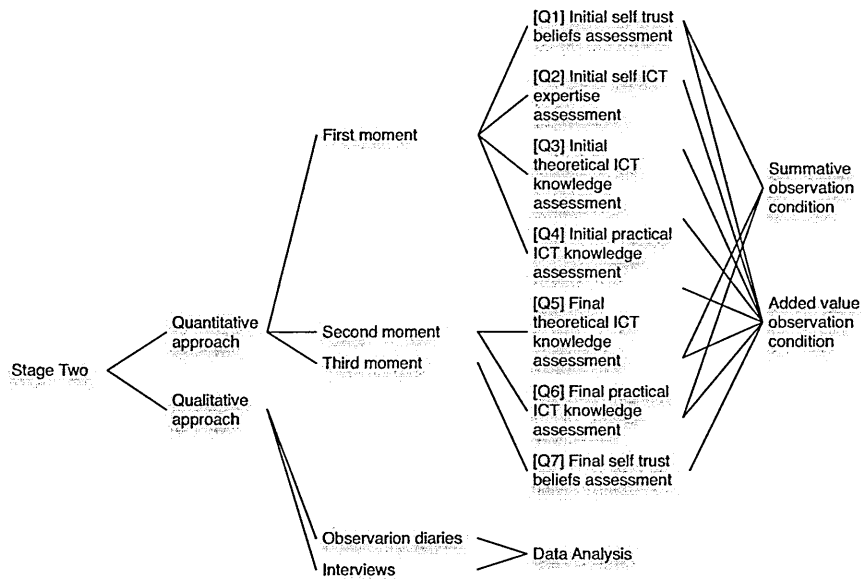 Stage Two
Quantitative
approach
Qualitative
approach
First moment
Second moment
Third moment
Observarion diaries
Interviews
[Q1] Initial self trust
beliefs assessment
[Q2] Initial self ICT
expertise
assessment
[Q3] Initial
theoretical ICT
knowledge
assessment
[Q4] Initial practical
ICT knowledge
assessment
[Q5] Final
theoretical ICT
knowledge
assessment
[Q6] Final practical
ICT knowledge
assessment
[Q7] Final self trust
beliefs assessment
Data Analysis
Summative
observation
condition
Added value
observation
condition